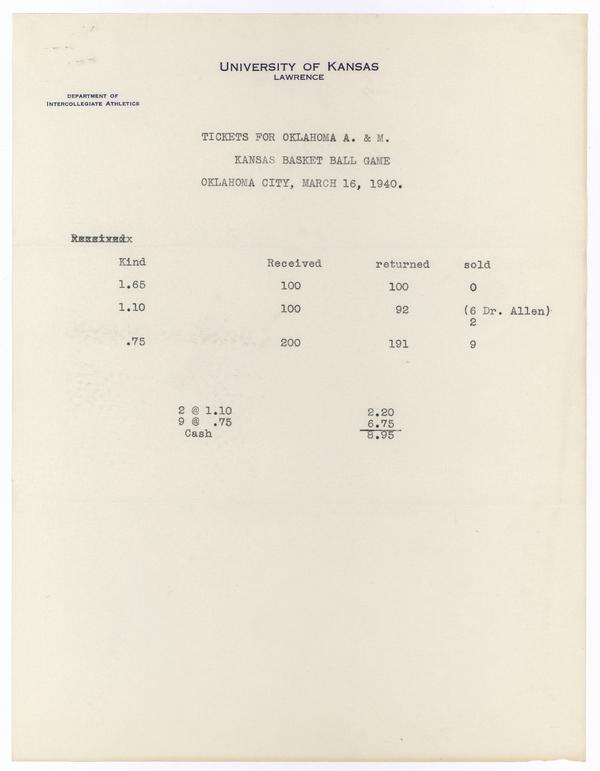 UNIVERSITY OF KANSAS
LAWRENCE
DEPARTMENT OF
INTERCOLLEGIATE ATHLETICS
TICKETS FOR OKLAHOMA A. & M.
KANSAS BASKET BALL GAME
OKLAHOMA CITY, MARCH 16, 1940.
Received
Kind Received returned sold
1.65 100 100 0
1.10 100 92 (6 Dr. Allen)
2
.75 200 191 9
2 @ 1.10 2.20
9 @ .75 6.75
Cash 8.95